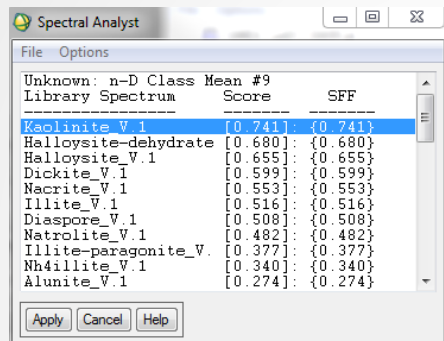 Spectral Analyst
File Options
Unknown: n-D Class Mean #9
Library Spectrum Score SFF
---------------- ------- -------
Kaolinite_V.1 [0.741]: {0.741}
Halloysite-dehydrate [0.680]: {0.680}
Halloysite_V.1 [0.655]: {0.655}
Dickite_V.1 [0.599]: {0.599}
Nacrite_V.1 [0.553]: {0.553}
Illite_V.1 [0.516]: {0.516}
Diaspore_V.1 [0.508]: {0.508}
Natrolite_V.1 [0.482]: {0.482}
Illite-paragonite_V. [0.377]: {0.377}
Nh4illite_V.1 [0.340]: {0.340}
Alunite_V.1 [0.274]: {0.274}
Apply Cancel Help